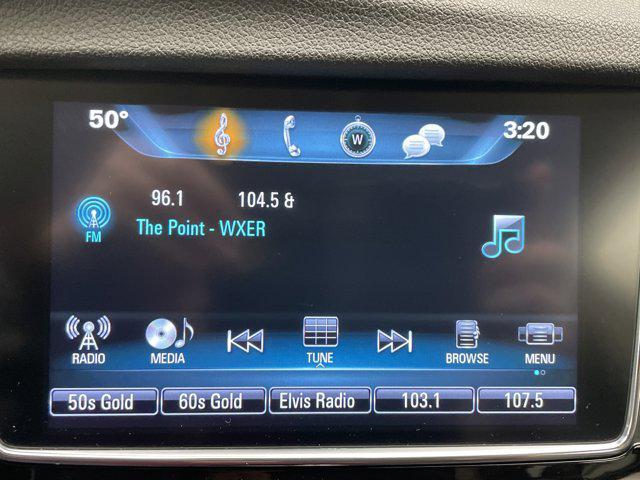 50° W 3:20
96.1 104.5 &
FM The Point - WXER
RADIO MEDIA TUNE BROWSE MENU
50s Gold 60s Gold Elvis Radio 103.1 107.5